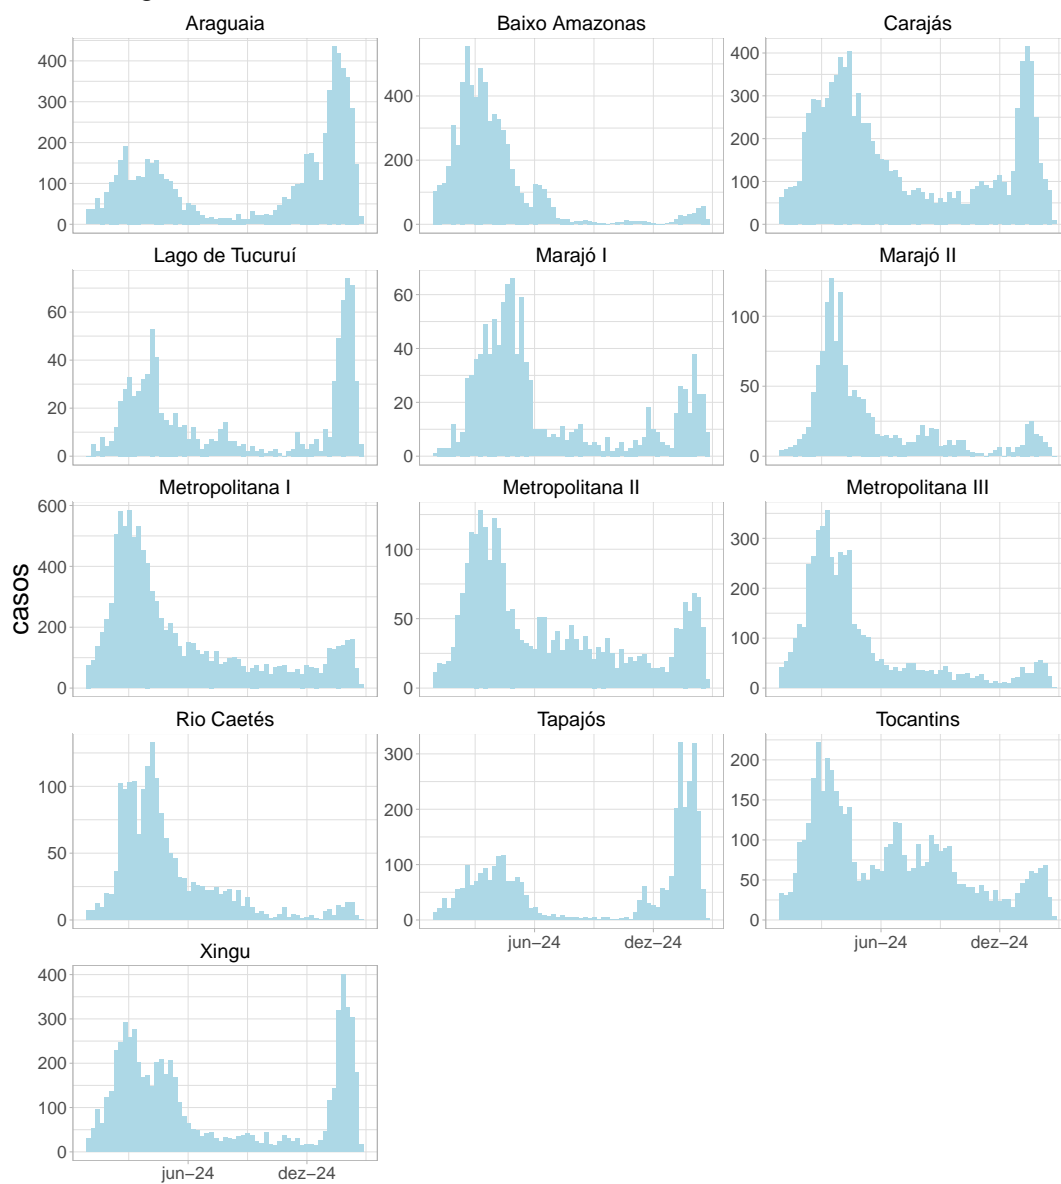 Araguaia
Baixo Amazonas
Carajás
400
300
200
100
0
400
200
0
400
300
200
100
0
Lago de Tucuruí
Marajó I
Marajó II
60
40
20
0
60
40
20
0
100
50
0
Metropolitana I
Metropolitana II
Metropolitana III
600
400
200
0
100
50
0
300
200
100
0
casos
Rio Caetés
Tapajós
Tocantins
100
50
0
300
200
100
0
200
150
100
50
0
jun–24
dez–24
jun–24
dez–24
Xingu
400
300
200
100
0
jun–24
dez–24